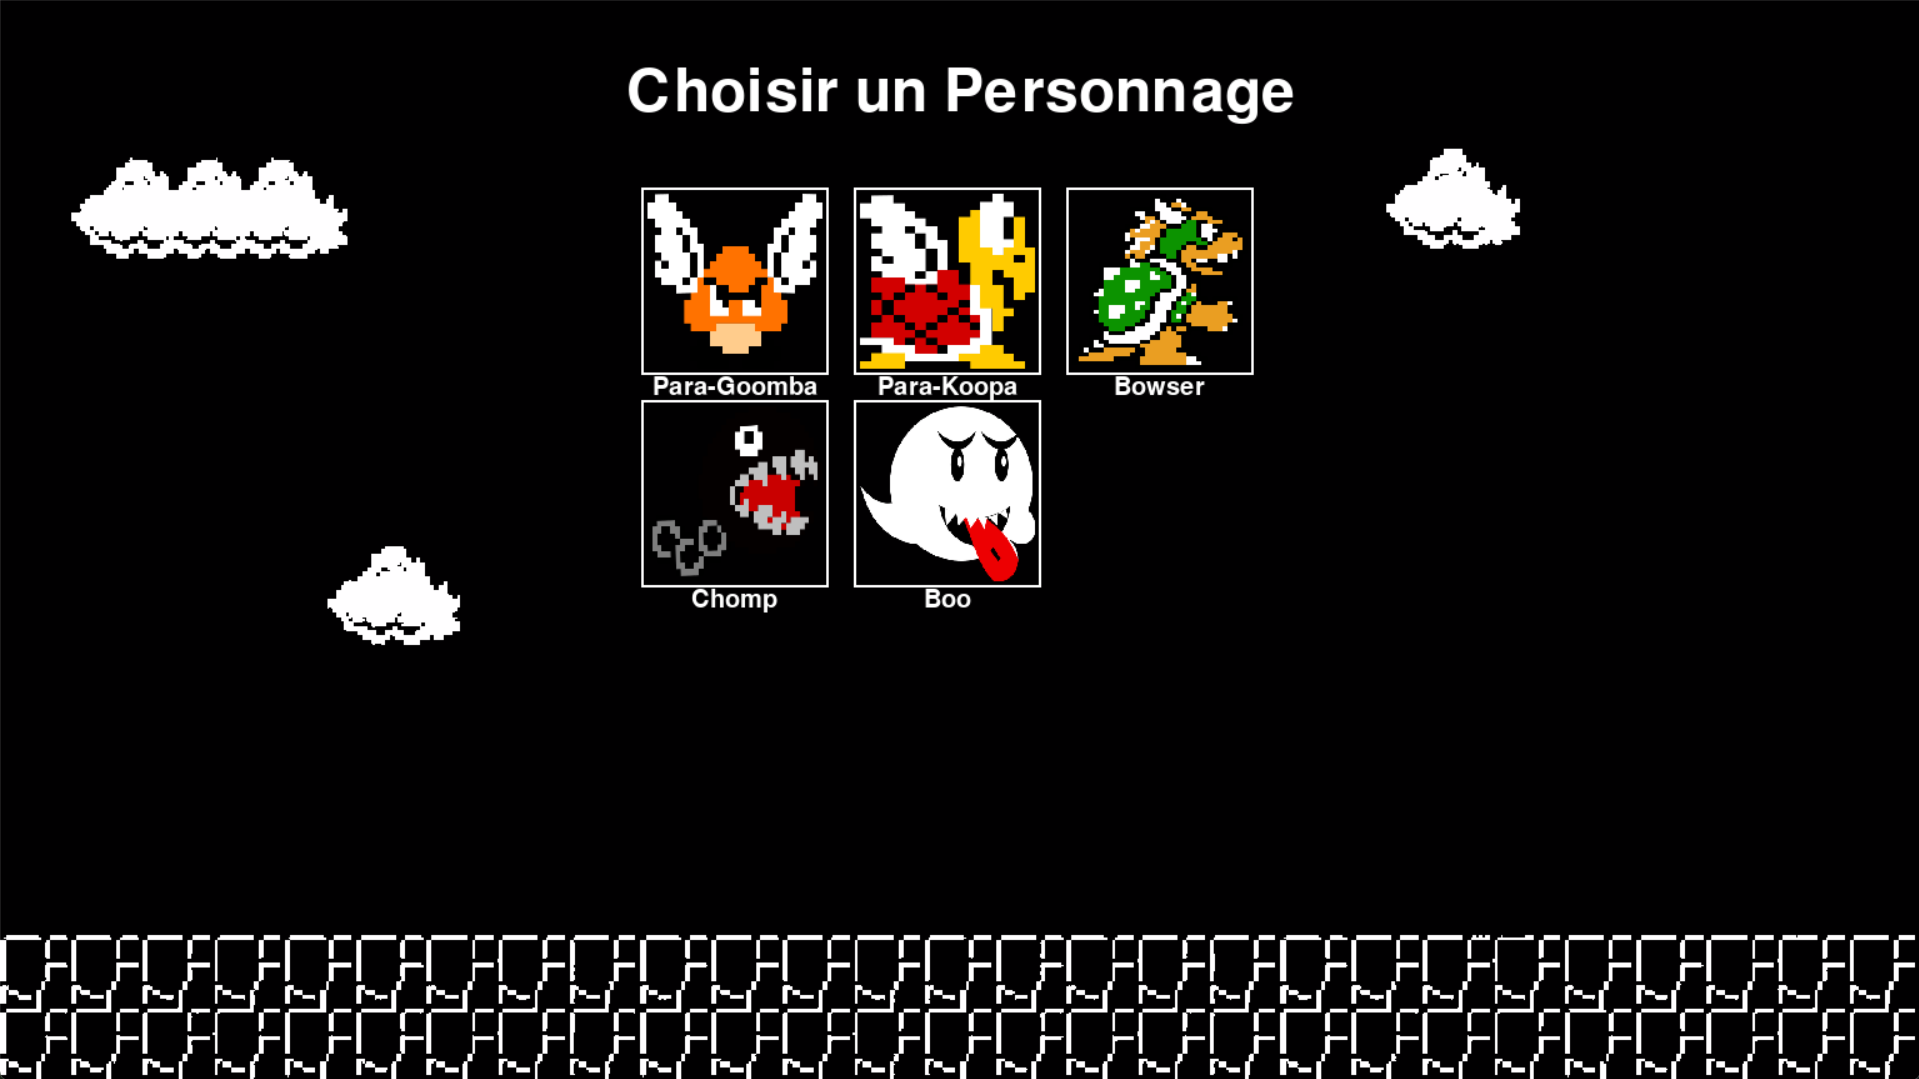 Choisir un Personnage
Para-Goomba
Para-Koopa
Bowser
Chomp
Boo